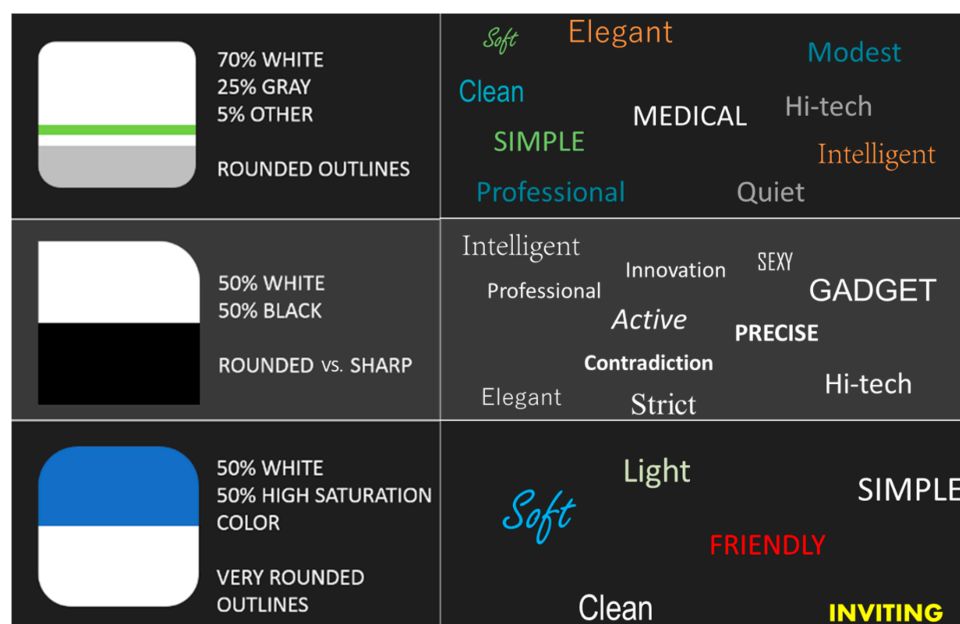 70% WHITE
25% GRAY
5% OTHER
ROUNDED OUTLINES
Soft
Elegant
Modest
Clean
MEDICAL
Hi-tech
SIMPLE
Intelligent
Professional
Quiet
50% WHITE
50% BLACK
ROUNDED vs. SHARP
Intelligent
Innovation
SEXY
Professional
GADGET
Active
PRECISE
Contradiction
Hi-tech
Elegant
Strict
50% WHITE
50% HIGH SATURATION
COLOR
VERY ROUNDED
OUTLINES
Light
SIMPLE
Soft
FRIENDLY
Clean
INVITING